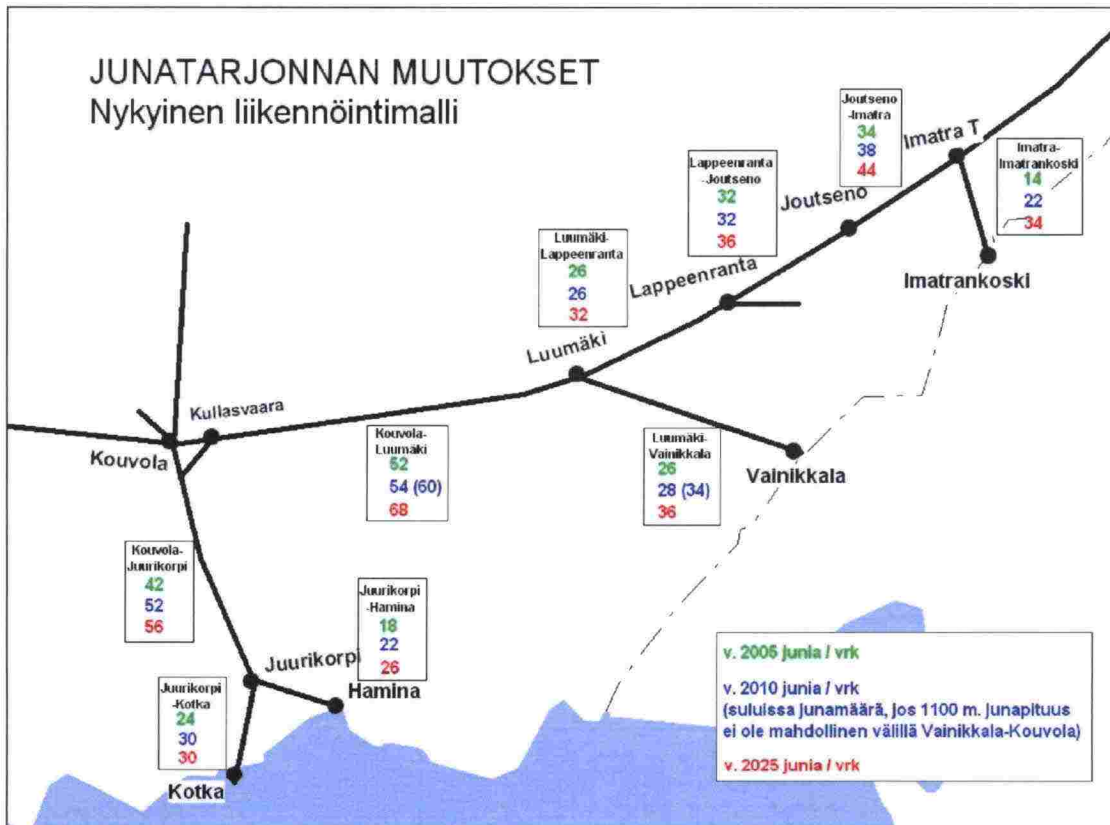 JUNATARJONNAN MUUTOKSET
Nykyinen liikennöintimalli
Joutseno
-Imatra
34
38
44
Imatra T
Imatra-
Imatrankoski
14
22
34
Lappeenranta
-Joutseno
32
32
36
Joutseno
Imatrankoski
Luumäki-
Lappeenranta
26
26
32
Lappeenranta
Luumäki
Kullasvaara
Kouvola
Kouvola-
Luumäki
52
54 (60)
68
Luumäki-
Vainikkala
26
28 (34)
36
Vainikkala
Kouvola-
Juurikorpi
42
52
56
Juurikorpi
-Hamina
18
22
26
Juurikorpi
Hamina
Juurikorpi
-Kotka
24
30
30
Kotka
v. 2005 junia / vrk
v. 2010 junia / vrk
(suluissa junamäärä, jos 1100 m. junapituus
ei ole mahdollinen välillä Vainikkala-Kouvola)
v. 2025 junia / vrk